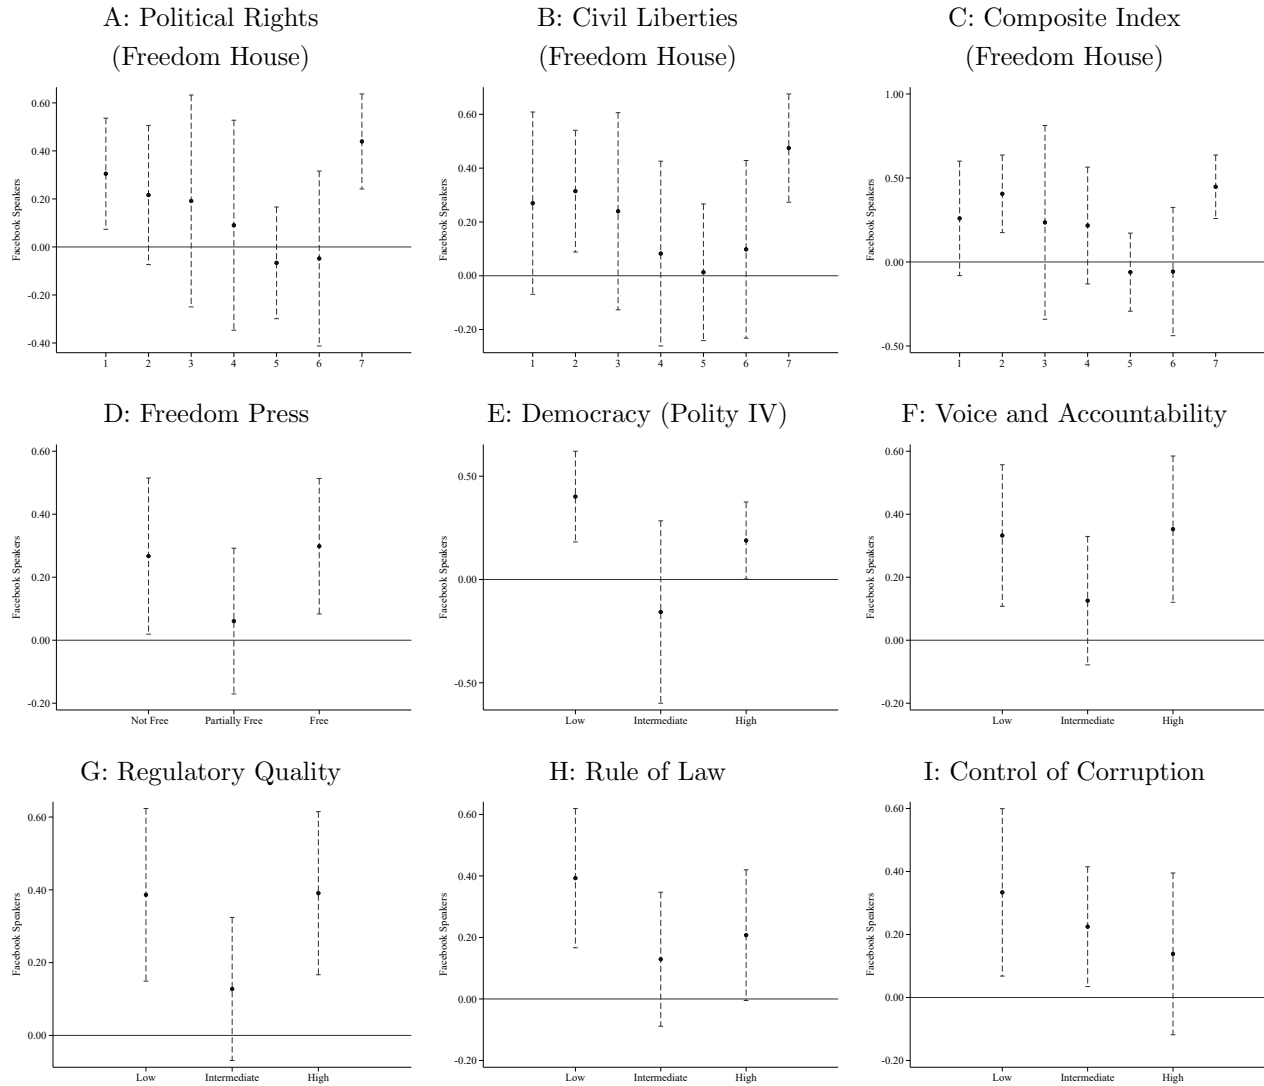 A: Political Rights
(Freedom House)
B: Civil Liberties
(Freedom House)
C: Composite Index
(Freedom House)
Facebook Speakers
0.60
0.40
0.20
0.00
-0.20
-0.40
1 2 3 4 5 6 7
Facebook Speakers
0.60
0.40
0.20
0.00
-0.20
1 2 3 4 5 6 7
Facebook Speakers
1.00
0.50
0.00
-0.50
1 2 3 4 5 6 7
D: Freedom Press
Facebook Speakers
0.60
0.40
0.20
0.00
-0.20
Not Free Partially Free Free
E: Democracy (Polity IV)
Facebook Speakers
0.50
0.00
-0.50
Low Intermediate High
F: Voice and Accountability
Facebook Speakers
0.60
0.40
0.20
0.00
-0.20
Low Intermediate High
G: Regulatory Quality
Facebook Speakers
0.60
0.40
0.20
0.00
Low Intermediate High
H: Rule of Law
Facebook Speakers
0.60
0.40
0.20
0.00
-0.20
Low Intermediate High
I: Control of Corruption
Facebook Speakers
0.60
0.40
0.20
0.00
-0.20
Low Intermediate High